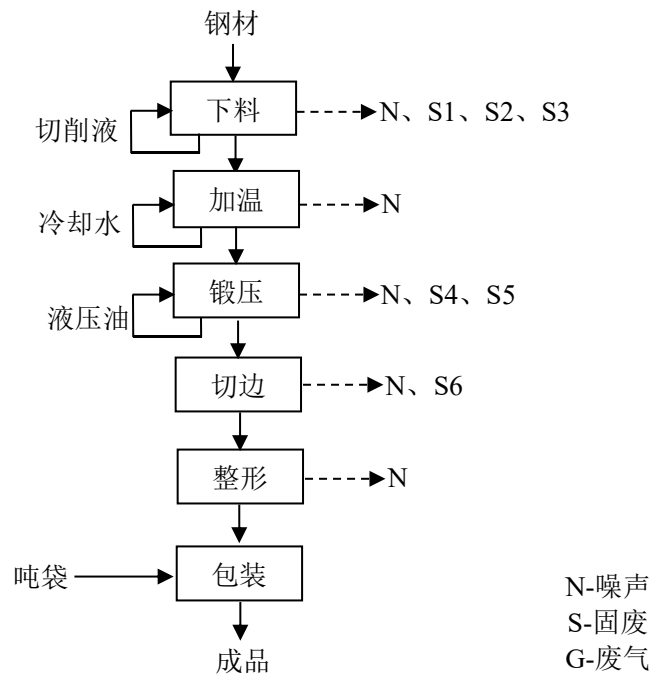 钢材
下料
N、S1、S2、S3
切削液
加温
N
冷却水
锻压
N、S4、S5
液压油
切边
N、S6
整形
N
吨袋
包装
成品
N-噪声
S-固废
G-废气